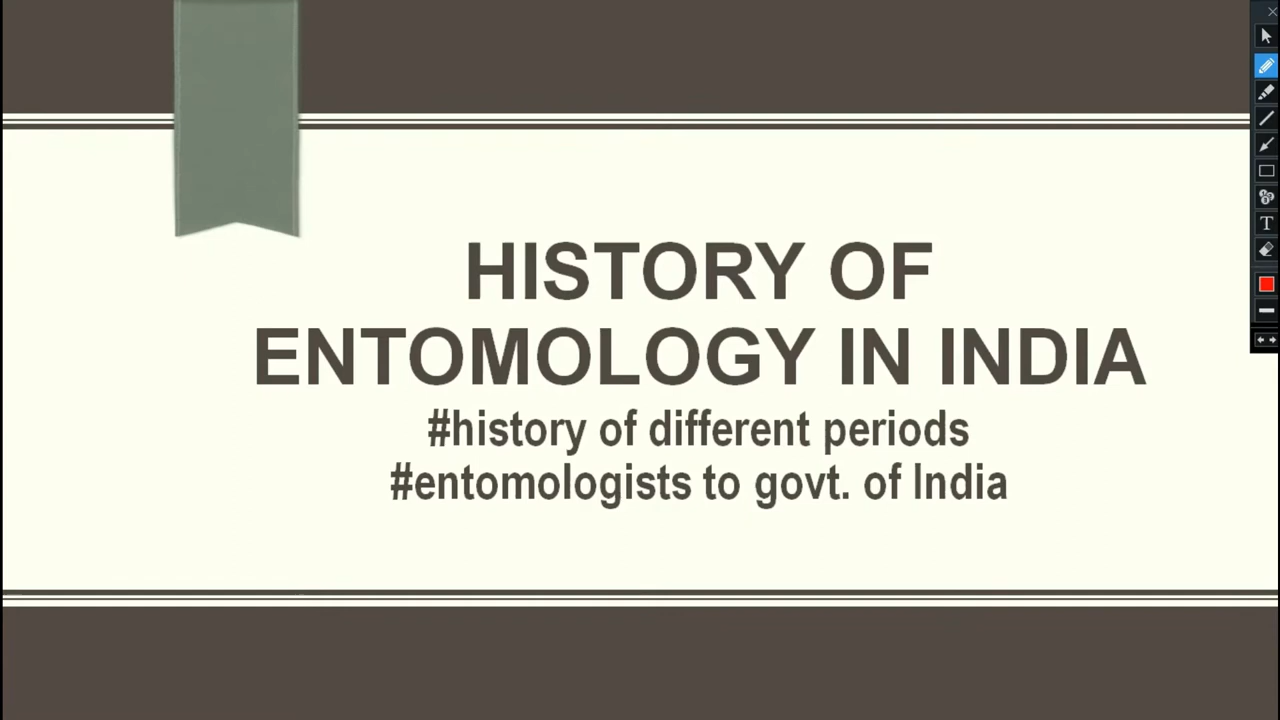 HISTORY OF
ENTOMOLOGY IN INDIA
#history of different periods
#entomologists to govt. of India
T